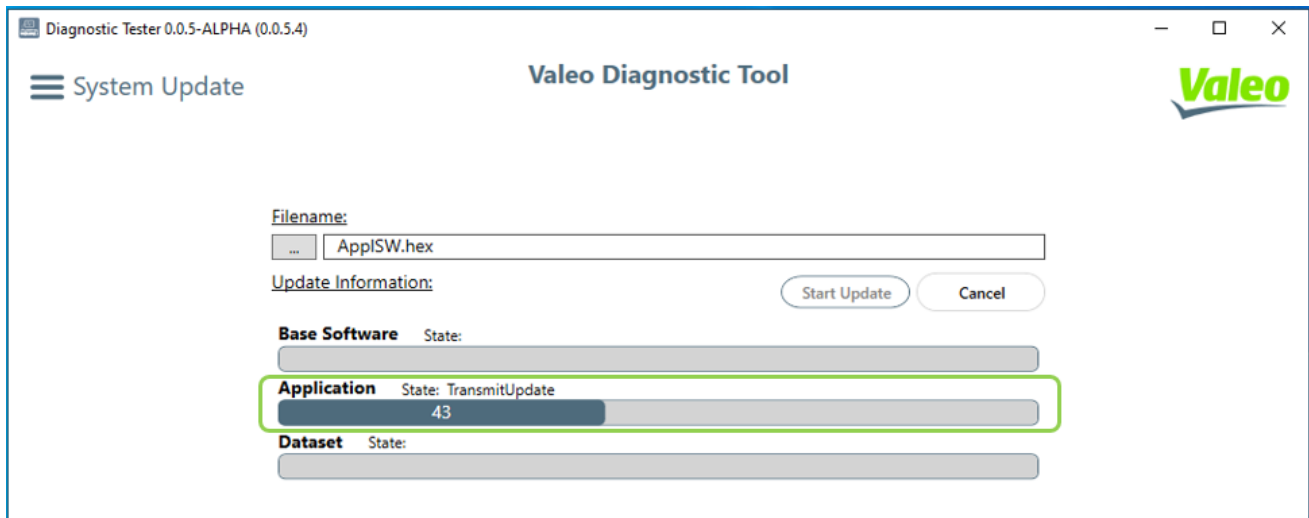 Diagnostic Tester 0.0.5-ALPHA (0.0.5.4)
System Update
Valeo Diagnostic Tool
Valeo
Filename:
... ApplSW.hex
Update Information:
Start Update
Cancel
Base Software State:
Application State: TransmitUpdate
43
Dataset State: